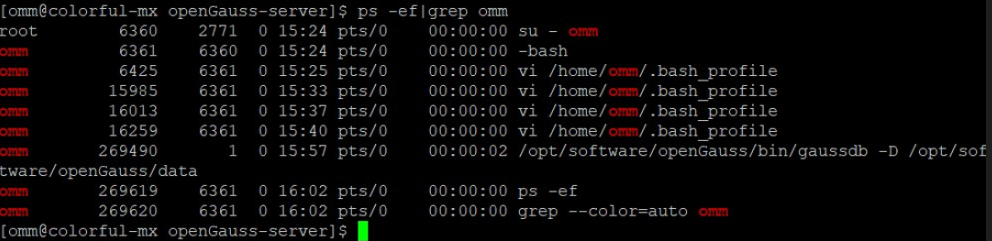 [omm@colorful-mx openGauss-server]$ ps -ef|grep omm
root        6360    2771  0 15:24 pts/0    00:00:00 su - omm
omm         6361    6360  0 15:24 pts/0    00:00:00 -bash
omm         6425    6361  0 15:25 pts/0    00:00:00 vi /home/omm/.bash_profile
omm        15985    6361  0 15:33 pts/0    00:00:00 vi /home/omm/.bash_profile
omm        16013    6361  0 15:37 pts/0    00:00:00 vi /home/omm/.bash_profile
omm        16259    6361  0 15:40 pts/0    00:00:00 vi /home/omm/.bash_profile
omm       269490       1  0 15:57 pts/0    00:00:02 /opt/software/openGauss/bin/gaussdb -D /opt/sof
tware/openGauss/data
omm       269619    6361  0 16:02 pts/0    00:00:00 ps -ef
omm       269620    6361  0 16:02 pts/0    00:00:00 grep --color=auto omm
[omm@colorful-mx openGauss-server]$